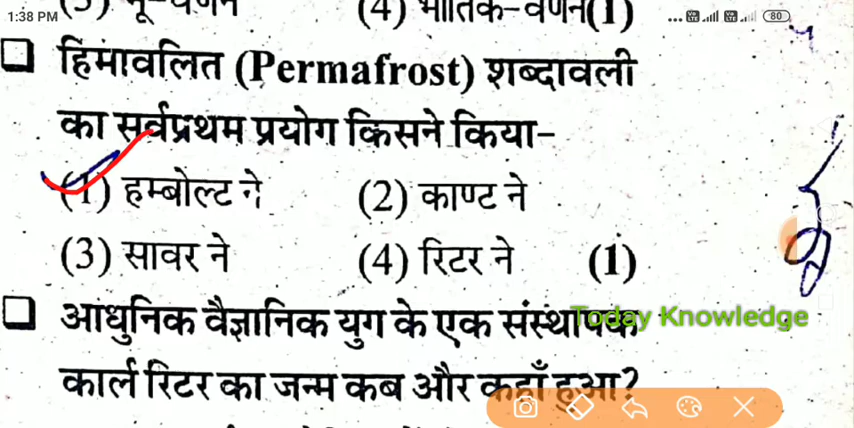 1:38 PM 80
(4) भौतिक-वर्णन(1)
हिमावलित (Permafrost) शब्दावली
का सर्वप्रथम प्रयोग किसने किया-
(1) हम्बोल्ट ने
(2) काण्ट ने
(3) सावर ने
(4) रिटर ने (1)
आधुनिक वैज्ञानिक युग के एक संस्थापक
Today Knowledge
कार्ल रिटर का जन्म कब और कहाँ हुआ?